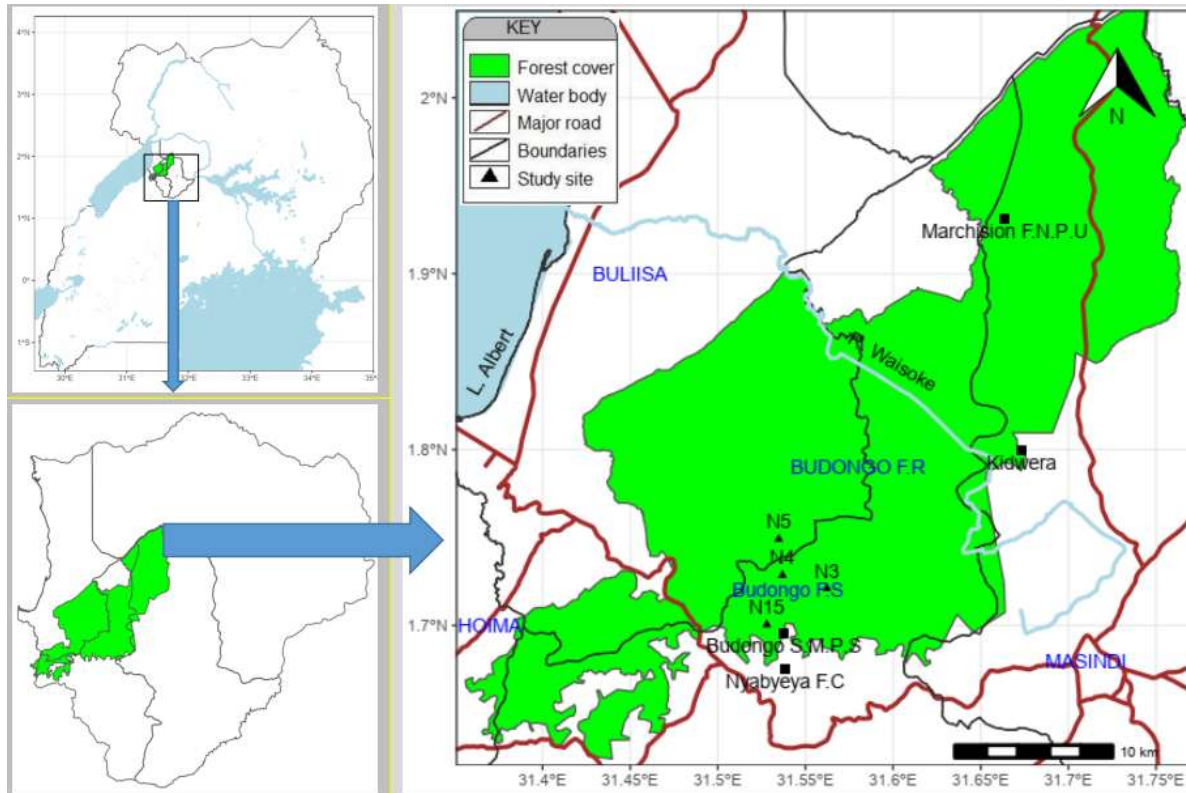 4°N
3°N
2°N
1°N
0°
1°S
30°E
31°E
32°E
33°E
34°E
35°
KEY
Forest cover
Water body
Major road
Boundaries
Study site
N
2°N
1.9°N
1.8°N
1.7°N
Marchision F.N.P.U
BULIISA
L. Albert
R. Waisoke
Kidwera
BUDONGO F.R
N5
N4
N3
Budongo F.S
N15
HOIMA
Budongo S.M.P.S
MASINDI
Nyabyeya F.C
10 km
31.4°E
31.45°E
31.5°E
31.55°E
31.6°E
31.65°E
31.7°E
31.75°E